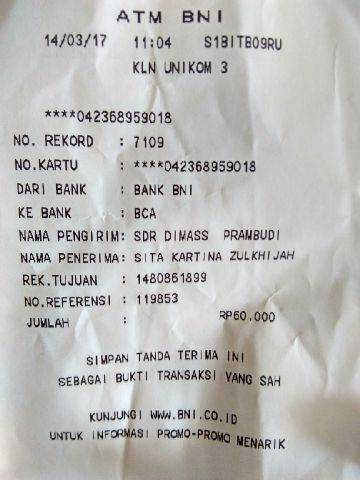 ATM BNI
14/03/17 11:04 S1BITB09RU
KLN UNIKOM 3
****042368959018
NO. REKORD : 7109
NO.KARTU : ****042368959018
DARI BANK : BANK BNI
KE BANK : BCA
NAMA PENGIRIM: SDR DIMASS PRAMBUDI
NAMA PENERIMA: SITA KARTINA ZULKHIJAH
REK.TUJUAN : 1480861899
NO.REFERENSI : 119853
JUMLAH : RP60.000
SIMPAN TANDA TERIMA INI
SEBAGAI BUKTI TRANSAKSI YANG SAH
KUNJUNGI WWW.BNI.CO.ID
UNTUK INFORMASI PROMO-PROMO MENARIK